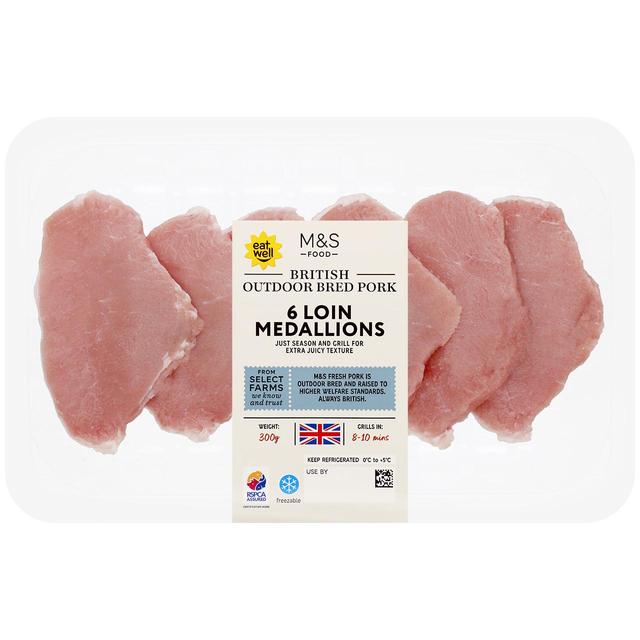 eat well
M&S
FOOD
BRITISH
OUTDOOR BRED PORK
6 LOIN
MEDALLIONS
JUST SEASON AND GRILL FOR
EXTRA JUICY TEXTURE
FROM
SELECT
FARMS
we know
and trust
M&S FRESH PORK IS
OUTDOOR BRED AND RAISED TO
HIGHER WELFARE STANDARDS.
ALWAYS BRITISH.
WEIGHT:
300g
GRILLS IN:
8-10 mins
KEEP REFRIGERATED 0°C to +5°C
USE BY
RSPCA
ASSURED
freezable